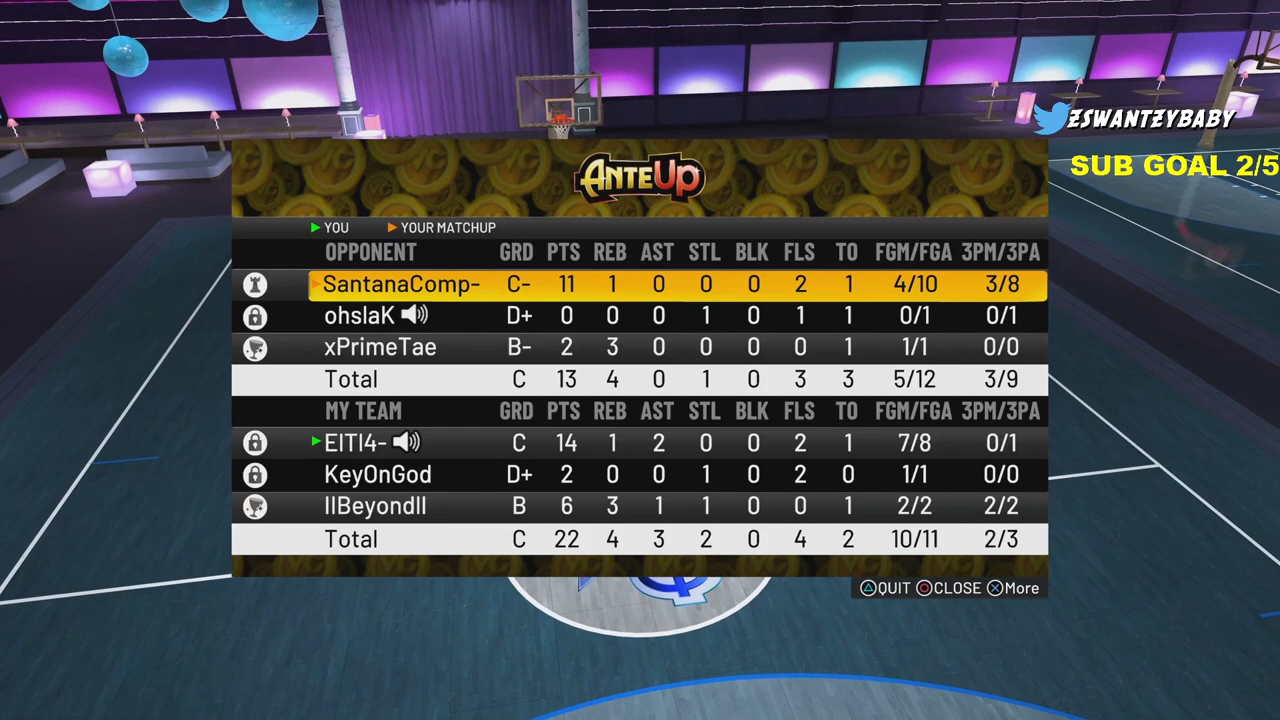 ZSWANTZYBABY
SUB GOAL 2/5
ANTEUP
YOU YOUR MATCHUP
OPPONENT GRD PTS REB AST STL BLK FLS TO FGM/FGA 3PM/3PA
SantanaComp- C- 11 1 0 0 0 2 1 4/10 3/8
ohslaK D+ 0 0 0 1 0 1 1 0/1 0/1
xPrimeTae B- 2 3 0 0 0 0 1 1/1 0/0
Total C 13 4 0 1 0 3 3 5/12 3/9
MY TEAM GRD PTS REB AST STL BLK FLS TO FGM/FGA 3PM/3PA
EITI4- C 14 1 2 0 0 2 1 7/8 0/1
KeyOnGod D+ 2 0 0 1 0 2 0 1/1 0/0
IIBeyondII B 6 3 1 1 0 0 1 2/2 2/2
Total C 22 4 3 2 0 4 2 10/11 2/3
QUIT CLOSE More